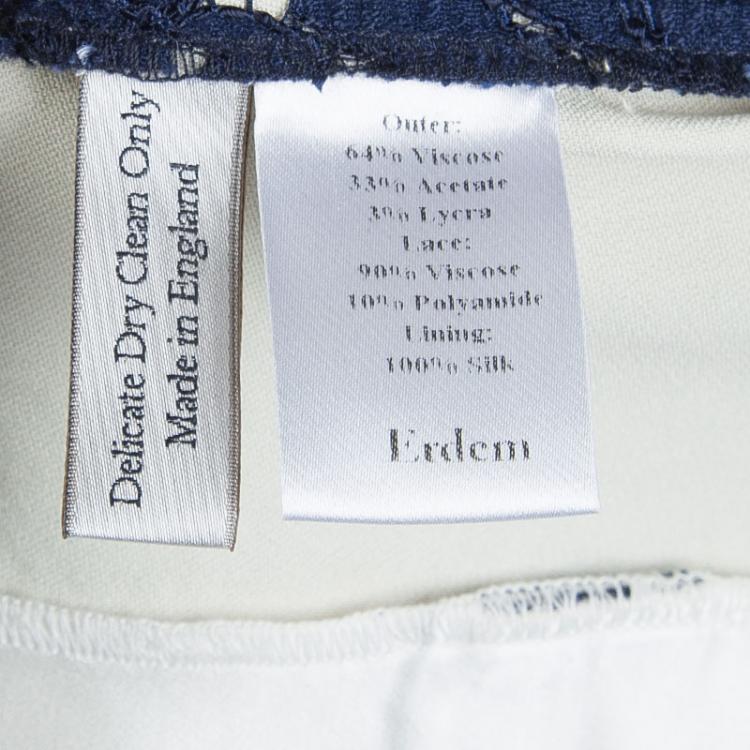 Delicate Dry Clean Only
Made in England
Outer:
64% Viscose
33% Acetate
3% Lycra
Lace:
90% Viscose
10% Polyamide
Lining:
100% Silk
Erdem